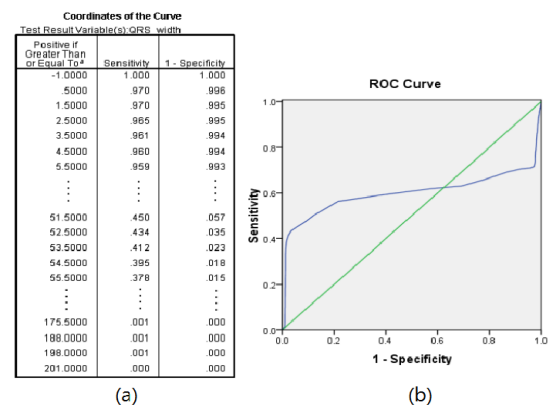 Coordinates of the Curve
Test Result Variable(s):QRS_width
Positive if Greater Than or Equal Toª Sensitivity 1 - Specificity
-1.0000 1.000 1.000
.5000 .970 .996
1.5000 .970 .995
2.5000 .965 .995
3.5000 .961 .994
4.5000 .960 .994
5.5000 .959 .993
51.5000 .450 .057
52.5000 .434 .035
53.5000 .412 .023
54.5000 .395 .018
55.5000 .378 .015
175.5000 .001 .000
188.0000 .001 .000
198.0000 .001 .000
201.0000 .000 .000
(a)
ROC Curve
Sensitivity
1.0
0.8
0.6
0.4
0.2
0.0
0.0 0.2 0.4 0.6 0.8 1.0
1 - Specificity
(b)